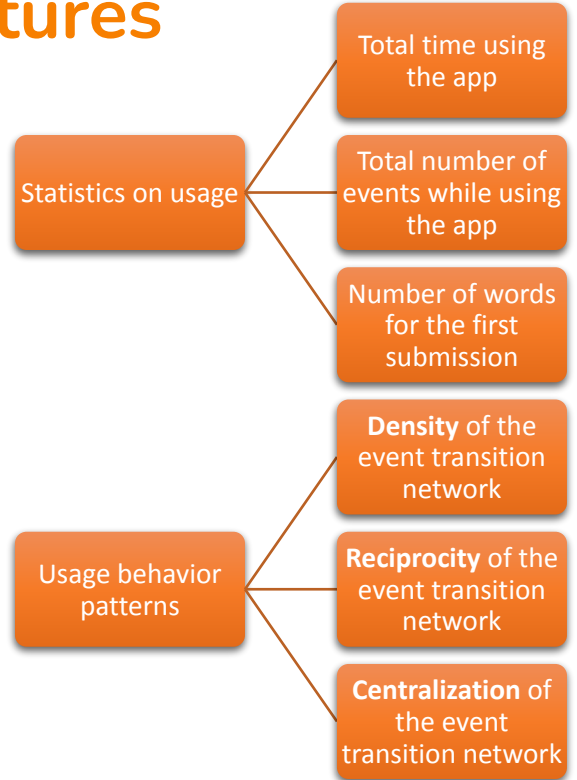 tures
Statistics on usage
Total time using
the app
Total number of
events while using
the app
Number of words
for the first
submission
Usage behavior
patterns
Density of the
event transition
network
Reciprocity of the
event transition
network
Centralization of
the event
transition network